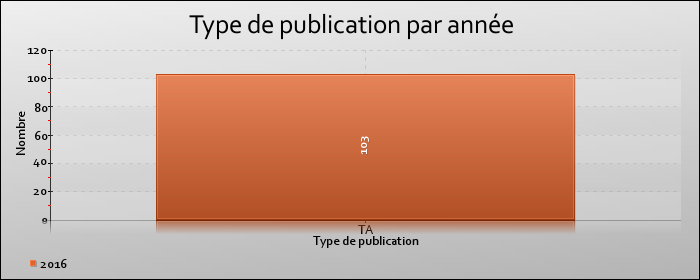 Type de publication par année
Nombre
120
100
80
60
40
20
0
103
TA
Type de publication
2016